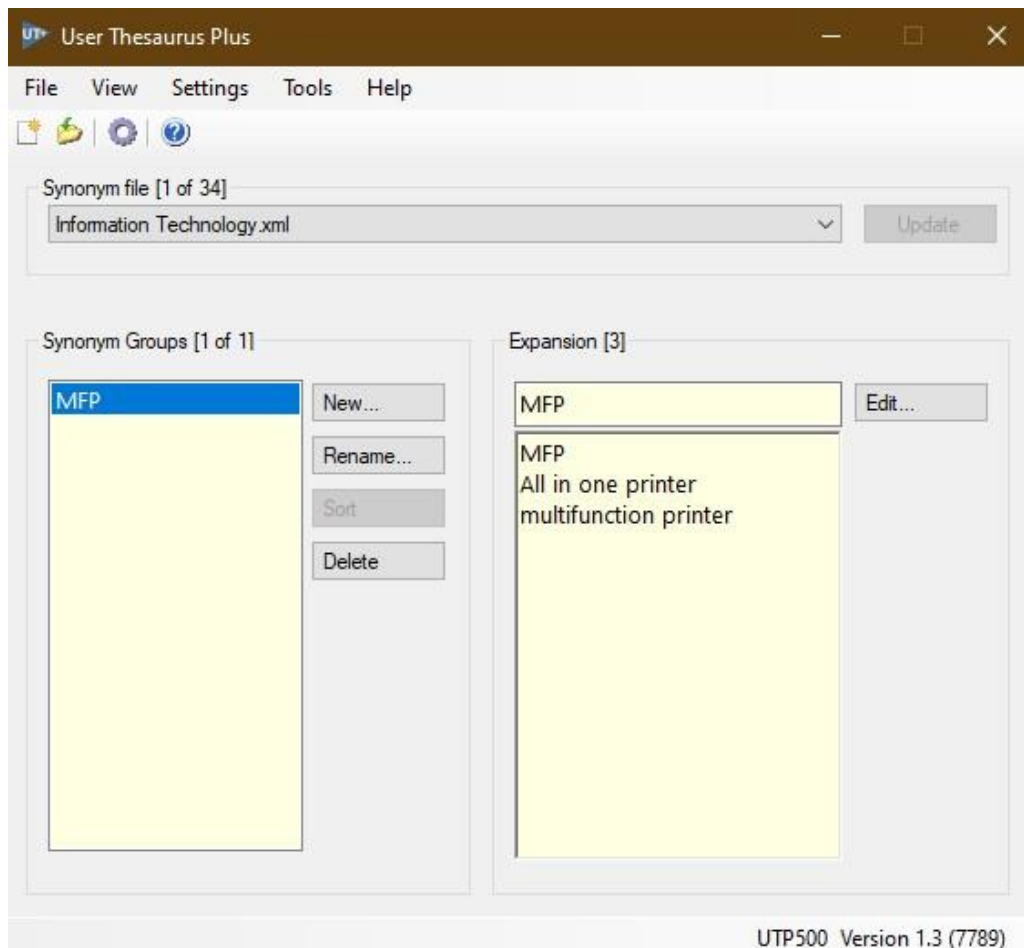 UT+ User Thesaurus Plus
File View Settings Tools Help
Synonym file [1 of 34]
Information Technology.xml
Update
Synonym Groups [1 of 1]
MFP
New...
Rename...
Sort
Delete
Expansion [3]
MFP
Edit...
MFP
All in one printer
multifunction printer
UTP500 Version 1.3 (7789)